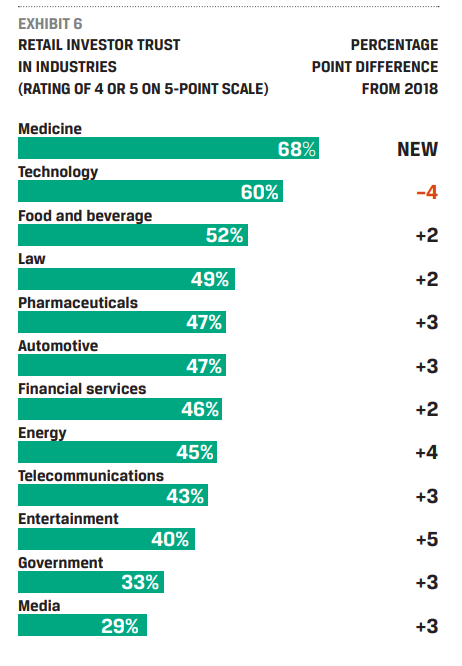 EXHIBIT 6
RETAIL INVESTOR TRUST
IN INDUSTRIES
(RATING OF 4 OR 5 ON 5-POINT SCALE)
PERCENTAGE
POINT DIFFERENCE
FROM 2018
Medicine
68% NEW
Technology
60% –4
Food and beverage
52% +2
Law
49% +2
Pharmaceuticals
47% +3
Automotive
47% +3
Financial services
46% +2
Energy
45% +4
Telecommunications
43% +3
Entertainment
40% +5
Government
33% +3
Media
29% +3